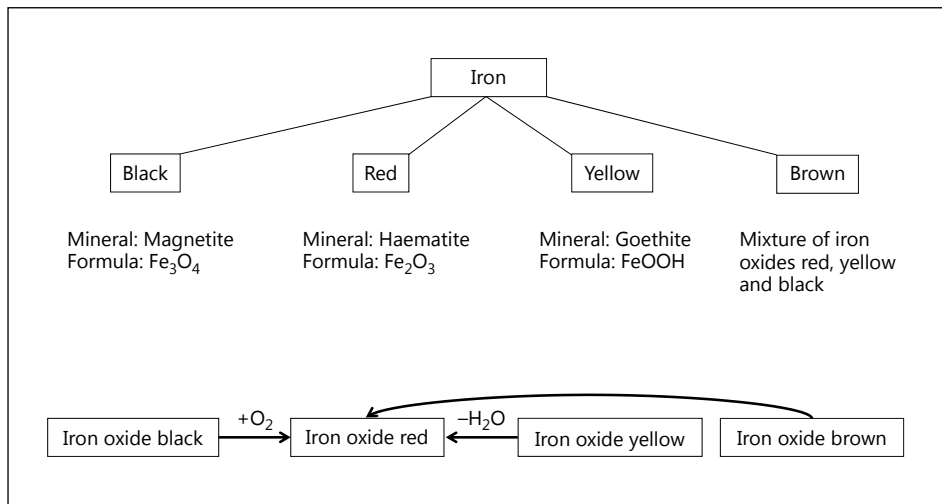 Iron
Black
Red
Yellow
Brown
Mineral: Magnetite
Formula: Fe₃O₄
Mineral: Haematite
Formula: Fe₂O₃
Mineral: Goethite
Formula: FeOOH
Mixture of iron
oxides red, yellow
and black
Iron oxide black
+O₂
Iron oxide red
–H₂O
Iron oxide yellow
Iron oxide brown